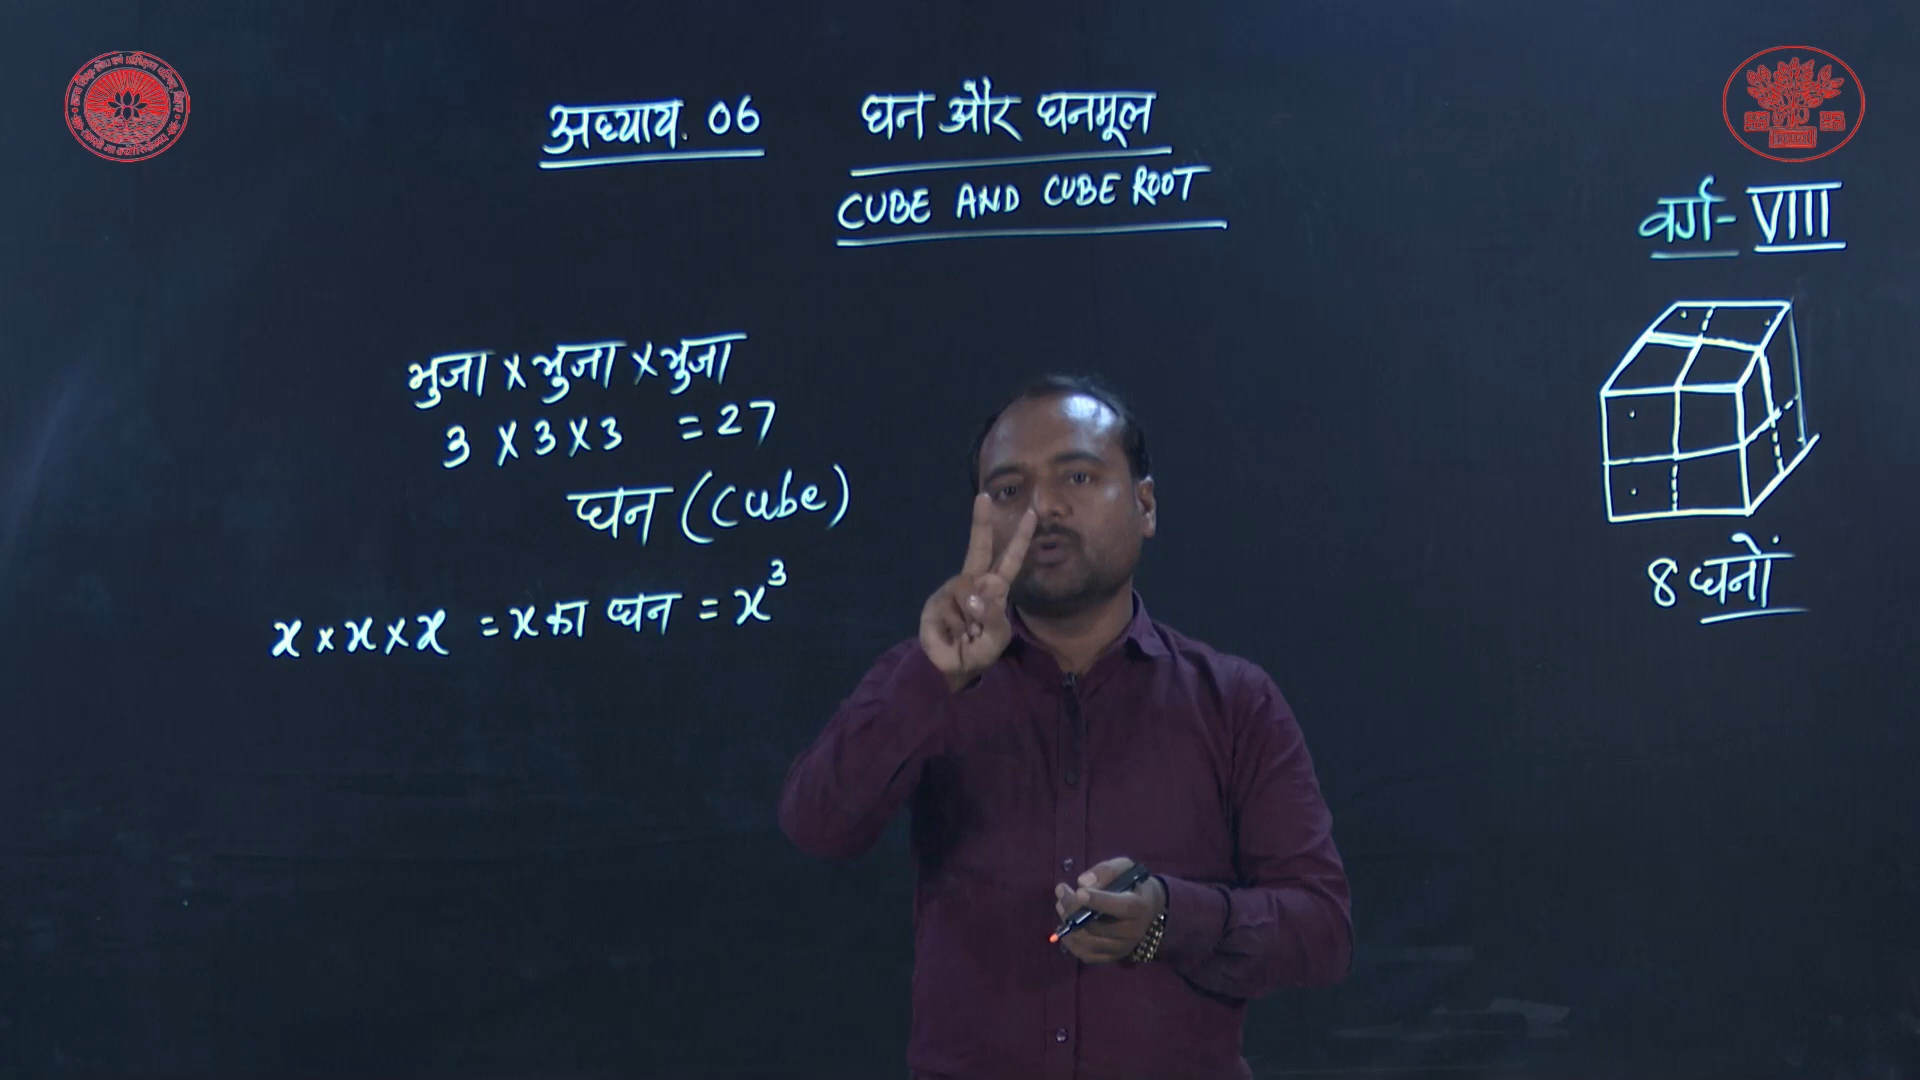 अध्याय. 06
घन और घनमूल
CUBE AND CUBE ROOT
वर्ग- VIII
भुजा × भुजा × भुजा
3 × 3 × 3 = 27
घन (Cube)
x × x × x = x का घन = x³
8 घनों